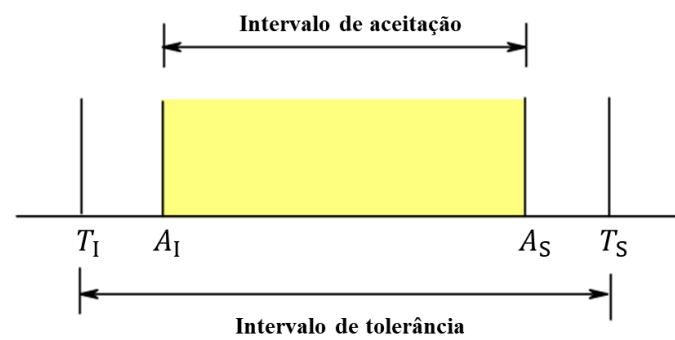 Intervalo de aceitação
T_I A_I A_S T_S
Intervalo de tolerância